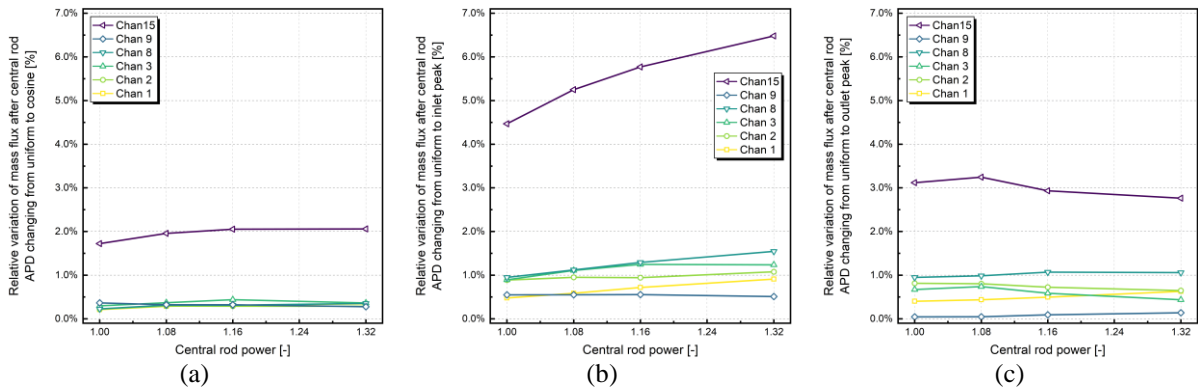 Relative variation of mass flux after central rod
APD changing from uniform to cosine [%]
7.0%
6.0%
5.0%
4.0%
3.0%
2.0%
1.0%
0.0%
Chan15
Chan 9
Chan 8
Chan 3
Chan 2
Chan 1
1.00
1.08
1.16
1.24
1.32
Central rod power [-]
(a)
Relative variation of mass flux after central rod
APD changing from uniform to inlet peak [%]
7.0%
6.0%
5.0%
4.0%
3.0%
2.0%
1.0%
0.0%
Chan15
Chan 9
Chan 8
Chan 3
Chan 2
Chan 1
1.00
1.08
1.16
1.24
1.32
Central rod power [-]
(b)
Relative variation of mass flux after central rod
APD changing from uniform to outlet peak [%]
7.0%
6.0%
5.0%
4.0%
3.0%
2.0%
1.0%
0.0%
Chan15
Chan 9
Chan 8
Chan 3
Chan 2
Chan 1
1.00
1.08
1.16
1.24
1.32
Central rod power [-]
(c)